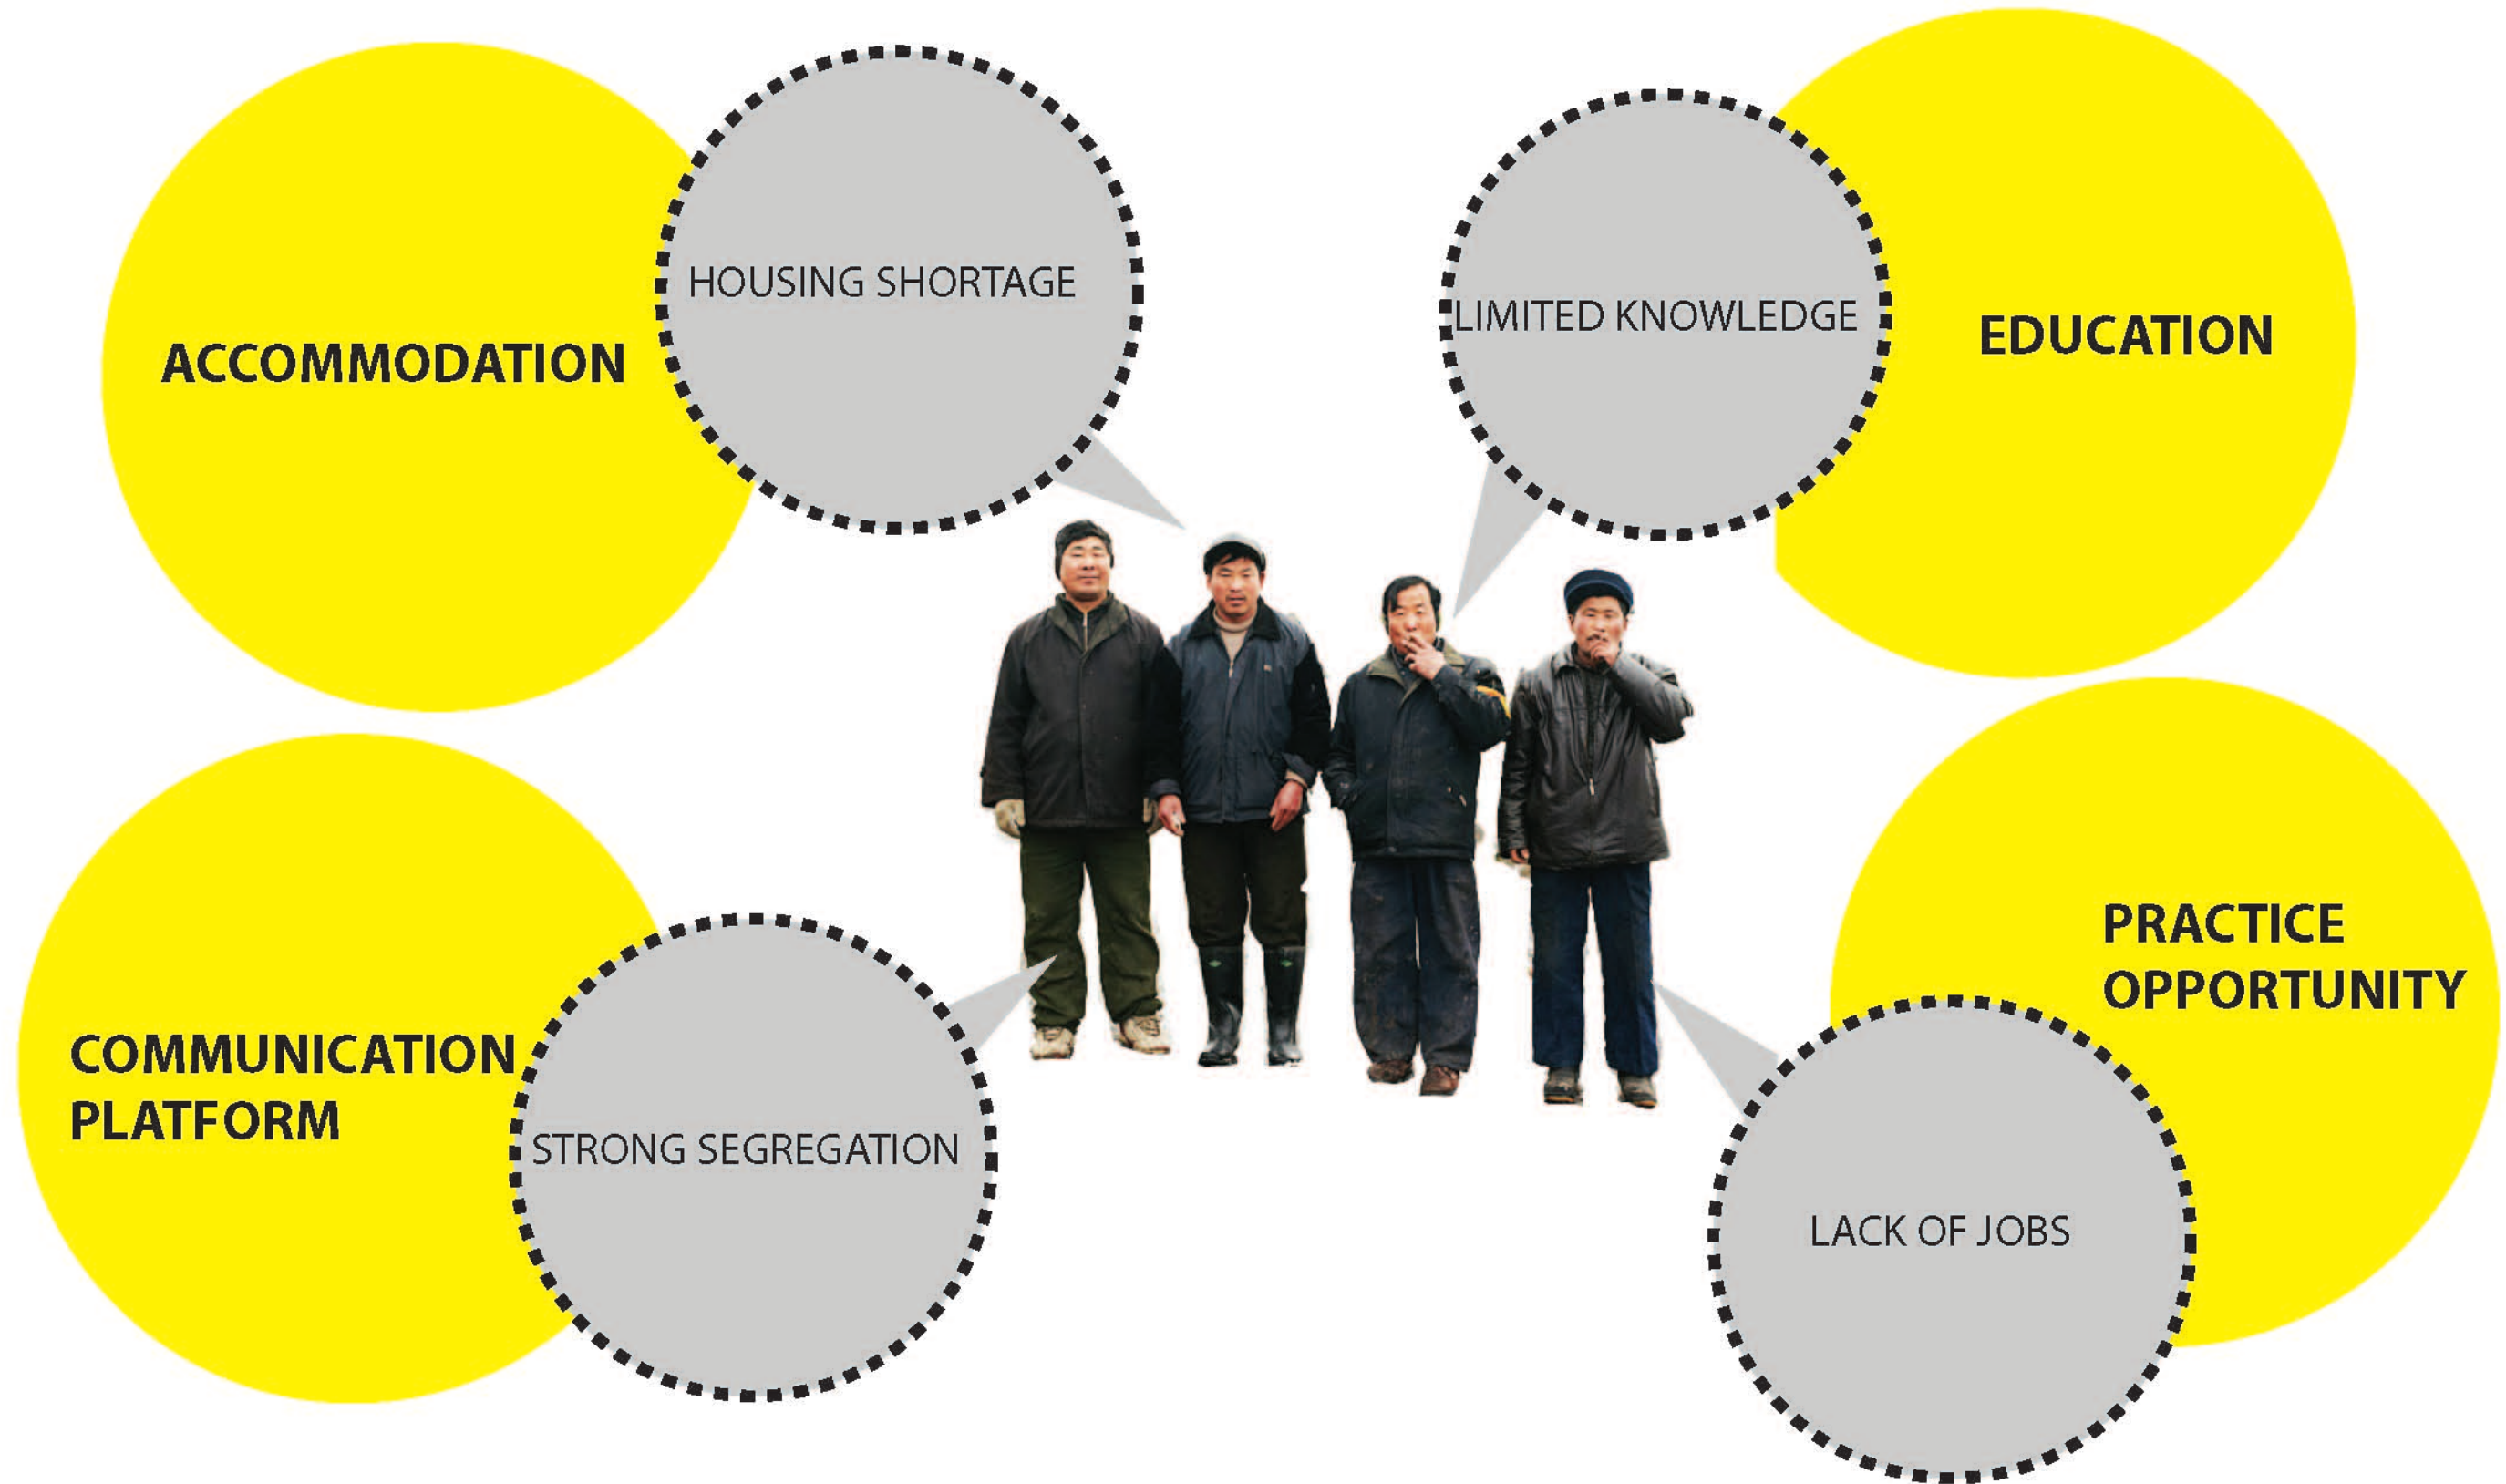 ACCOMMODATION
HOUSING SHORTAGE
LIMITED KNOWLEDGE
EDUCATION
COMMUNICATION
PLATFORM
STRONG SEGREGATION
PRACTICE
OPPORTUNITY
LACK OF JOBS